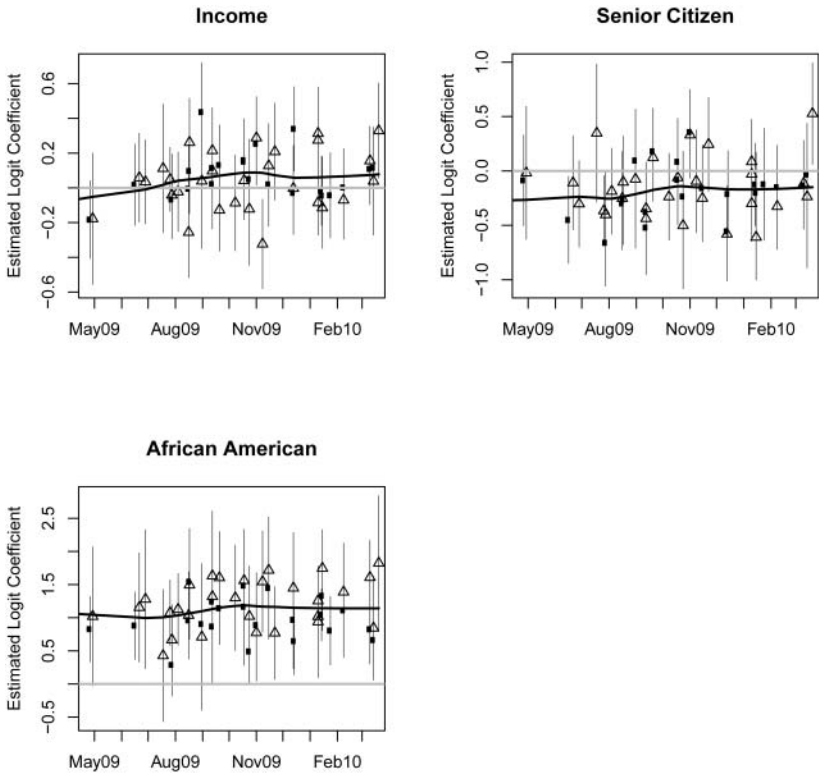 Income
Estimated Logit Coefficient
0.6
0.2
−0.2
−0.6
May09 Aug09 Nov09 Feb10
Senior Citizen
Estimated Logit Coefficient
1.0
0.5
0.0
−0.5
−1.0
May09 Aug09 Nov09 Feb10
African American
Estimated Logit Coefficient
2.5
1.5
0.5
−0.5
May09 Aug09 Nov09 Feb10